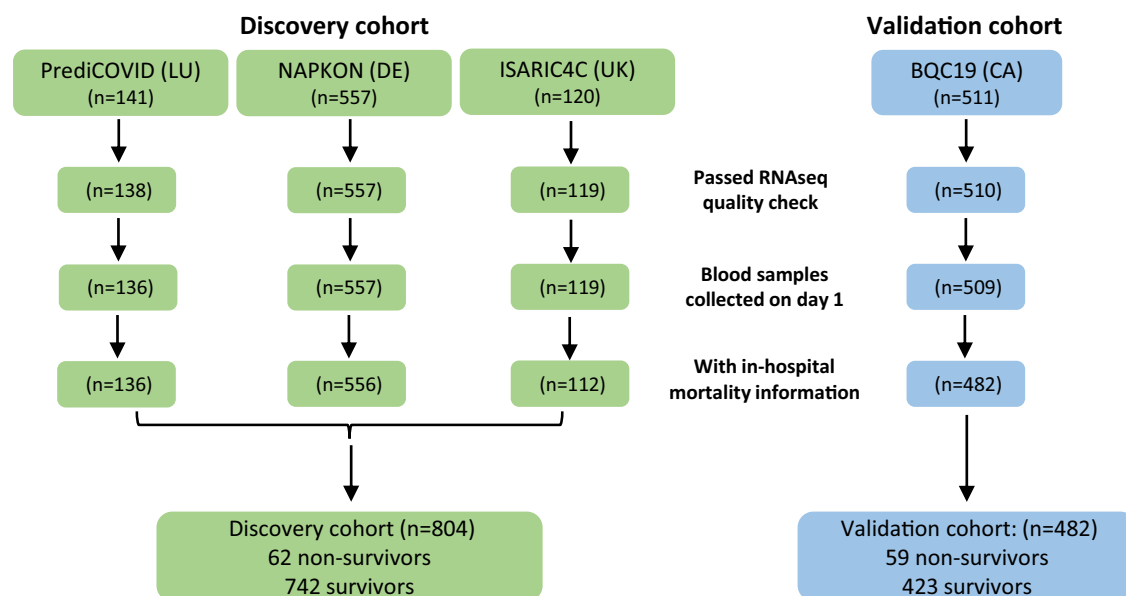 Discovery cohort
Validation cohort
PrediCOVID (LU)
(n=141)
NAPKON (DE)
(n=557)
ISARIC4C (UK)
(n=120)
BQC19 (CA)
(n=511)
(n=138)
(n=557)
(n=119)
Passed RNAseq
quality check
(n=510)
(n=136)
(n=557)
(n=119)
Blood samples
collected on day 1
(n=509)
(n=136)
(n=556)
(n=112)
With in-hospital
mortality information
(n=482)
Discovery cohort (n=804)
62 non-survivors
742 survivors
Validation cohort: (n=482)
59 non-survivors
423 survivors